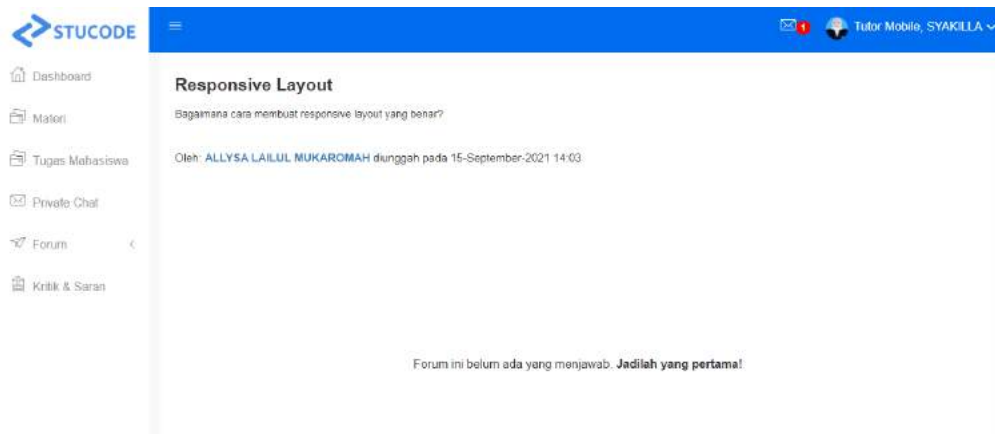 STUCODE
1
Tutor Mobile, SYAKILLA
Dashboard
Materi
Tugas Mahasiswa
Private Chat
Forum
Kritik & Saran
Responsive Layout
Bagaimana cara membuat responsive layout yang benar?
Oleh: ALLYSA LAILUL MUKAROMAH diunggah pada 15-September-2021 14:03
Forum ini belum ada yang menjawab. Jadilah yang pertama!